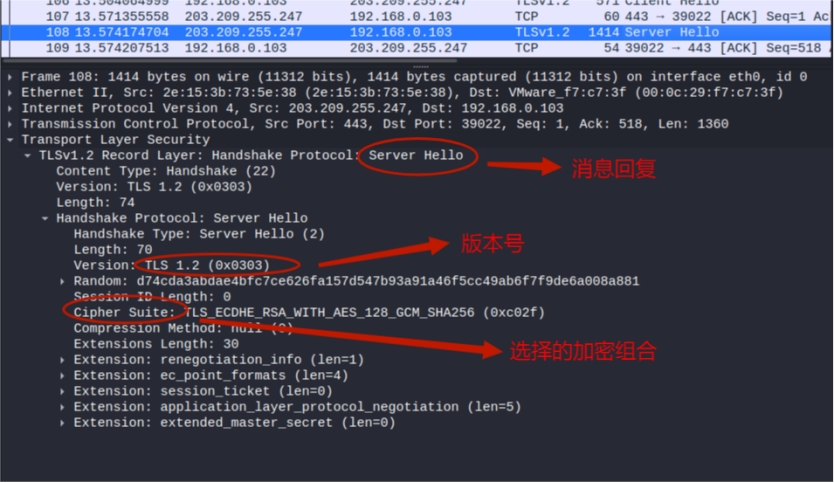 106 13.504064999 192.168.0.103 203.209.255.247 TLSv1.2 571 Client Hello
107 13.571355558 203.209.255.247 192.168.0.103 TCP 60 443 → 39022 [ACK] Seq=1 Ac
108 13.574174704 203.209.255.247 192.168.0.103 TLSv1.2 1414 Server Hello
109 13.574207513 192.168.0.103 203.209.255.247 TCP 54 39022 → 443 [ACK] Seq=518
Frame 108: 1414 bytes on wire (11312 bits), 1414 bytes captured (11312 bits) on interface eth0, id 0
Ethernet II, Src: 2e:15:3b:73:5e:38 (2e:15:3b:73:5e:38), Dst: VMware_f7:c7:3f (00:0c:29:f7:c7:3f)
Internet Protocol Version 4, Src: 203.209.255.247, Dst: 192.168.0.103
Transmission Control Protocol, Src Port: 443, Dst Port: 39022, Seq: 1, Ack: 518, Len: 1360
Transport Layer Security
TLSv1.2 Record Layer: Handshake Protocol: Server Hello
消息回复
Content Type: Handshake (22)
Version: TLS 1.2 (0x0303)
Length: 74
Handshake Protocol: Server Hello
Handshake Type: Server Hello (2)
版本号
Length: 70
Version: TLS 1.2 (0x0303)
Random: d74cda3abdae4bfc7ce626fa157d547b93a91a46f5cc49ab6f7f9de6a008a881
Session ID Length: 0
Cipher Suite: TLS_ECDHE_RSA_WITH_AES_128_GCM_SHA256 (0xc02f)
Compression Method: null (0)
Extensions Length: 30
选择的加密组合
Extension: renegotiation_info (len=1)
Extension: ec_point_formats (len=4)
Extension: session_ticket (len=0)
Extension: application_layer_protocol_negotiation (len=5)
Extension: extended_master_secret (len=0)